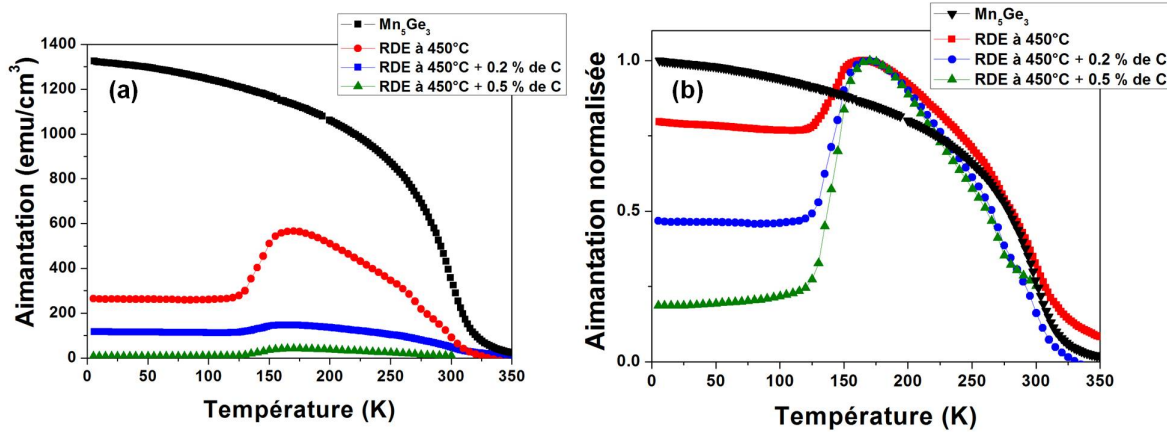 Mn5Ge3
RDE à 450°C
RDE à 450°C + 0.2 % de C
RDE à 450°C + 0.5 % de C
(a)
Aimantation (emu/cm3)
1400
1200
1000
800
600
400
200
0
0 50 100 150 200 250 300 350
Température (K)
Mn5Ge3
RDE à 450°C
RDE à 450°C + 0.2 % de C
RDE à 450°C + 0.5 % de C
(b)
Aimantation normalisée
1.0
0.5
0.0
0 50 100 150 200 250 300 350
Température (K)